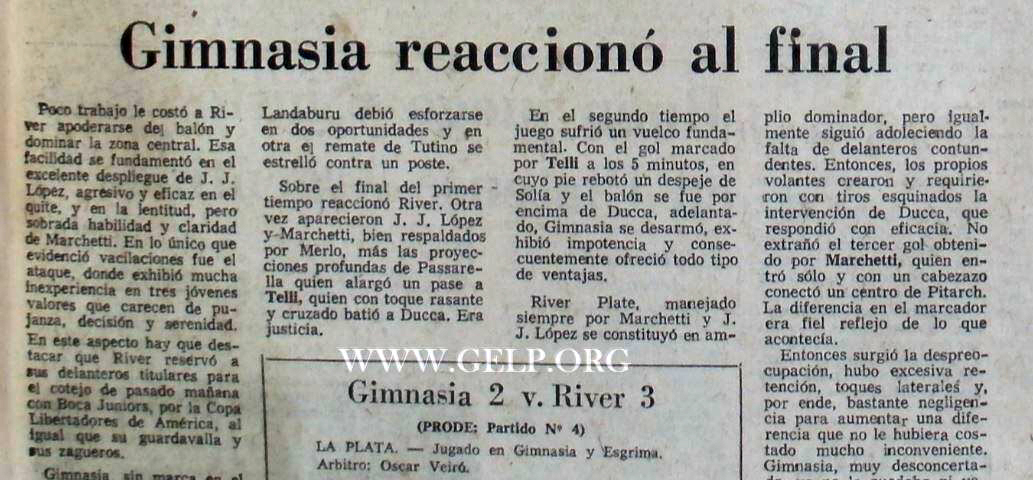 Gimnasia reaccionó al final
Poco trabajo le costó a Ri-
ver apoderarse del balón y
dominar la zona central. Esa
facilidad se fundamentó en el
excelente despliegue de J. J.
López, agresivo y eficaz en el
quite, y en la lentitud, pero
sobrada habilidad y claridad
de Marchetti. En lo único que
evidenció vacilaciones fue el
ataque, donde exhibió mucha
inexperiencia en tres jóvenes
valores que carecen de pu-
janza, decisión y serenidad.
En este aspecto hay que des-
tacar que River reservó a
sus delanteros titulares para
el cotejo de pasado mañana
con Boca Juniors, por la Copa
Libertadores de América, al
igual que su guardavalla y
sus zagueros.
Gimnasia sin marca en el
Landaburu debió esforzarse
en dos oportunidades y en
otra el remate de Tutino se
estrelló contra un poste.
Sobre el final del primer
tiempo reaccionó River. Otra
vez aparecieron J. J. López
y Marchetti, bien respaldados
por Merlo, más las proyec-
ciones profundas de Passare-
lla quien alargó un pase a
Telli, quien con toque rasante
y cruzado batió a Ducca. Era
justicia.
En el segundo tiempo el
juego sufrió un vuelco funda-
mental. Con el gol marcado
por Telli a los 5 minutos, en
cuyo pie rebotó un despeje de
Solfa y el balón se fue por
encima de Ducca, adelanta-
do, Gimnasia se desarmó, ex-
hibió impotencia y conse-
cuentemente ofreció todo tipo
de ventajas.
River Plate, manejado
siempre por Marchetti y J.
J. López se constituyó en am-
plio dominador, pero igual-
mente siguió adoleciendo la
falta de delanteros contun-
dentes. Entonces, los propios
volantes crearon y requirie-
ron con tiros esquinados la
intervención de Ducca, que
respondió con eficacia. No
extrañó el tercer gol obteni-
do por Marchetti, quien en-
tró sólo y con un cabezazo
conectó un centro de Pitarch.
La diferencia en el marcador
era fiel reflejo de lo que
acontecía.
Entonces surgió la despreo-
cupación, hubo excesiva re-
tención, toques laterales y,
por ende, bastante negligen-
cia para aumentar una dife-
rencia que no le hubiera cos-
tado mucho inconveniente.
Gimnasia, muy desconcerta-
WWW.GELP.ORG
Gimnasia 2 v. River 3
(PRODE: Partido Nº 4)
LA PLATA. — Jugado en Gimnasia y Esgrima.
Arbitro: Oscar Veiró.